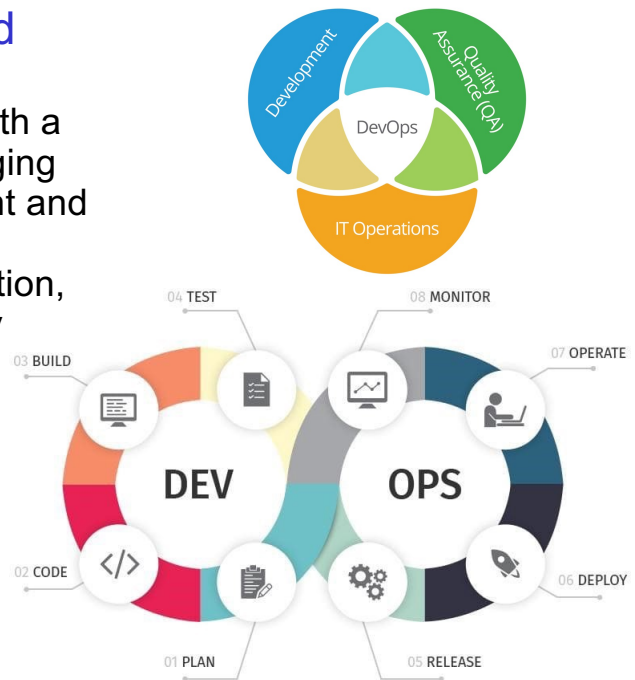 d
th a
ging
nt and
tion,
y
Development
Quality
Assurance (QA)
DevOps
IT Operations
04 TEST
08 MONITOR
03 BUILD
07 OPERATE
DEV
OPS
02 CODE
06 DEPLOY
01 PLAN
05 RELEASE